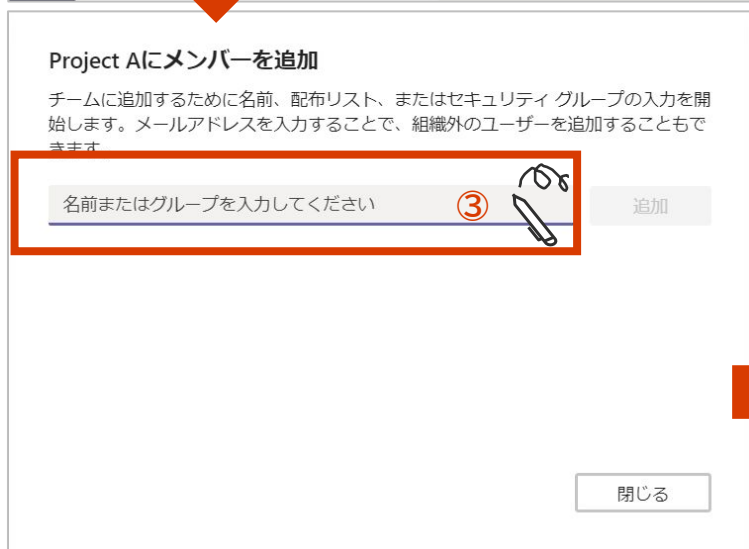 Project Aにメンバーを追加
チームに追加するために名前、配布リスト、またはセキュリティ グループの入力を開
始します。メールアドレスを入力することで、組織外のユーザーを追加することもで
きます
名前またはグループを入力してください ③ 追加
閉じる